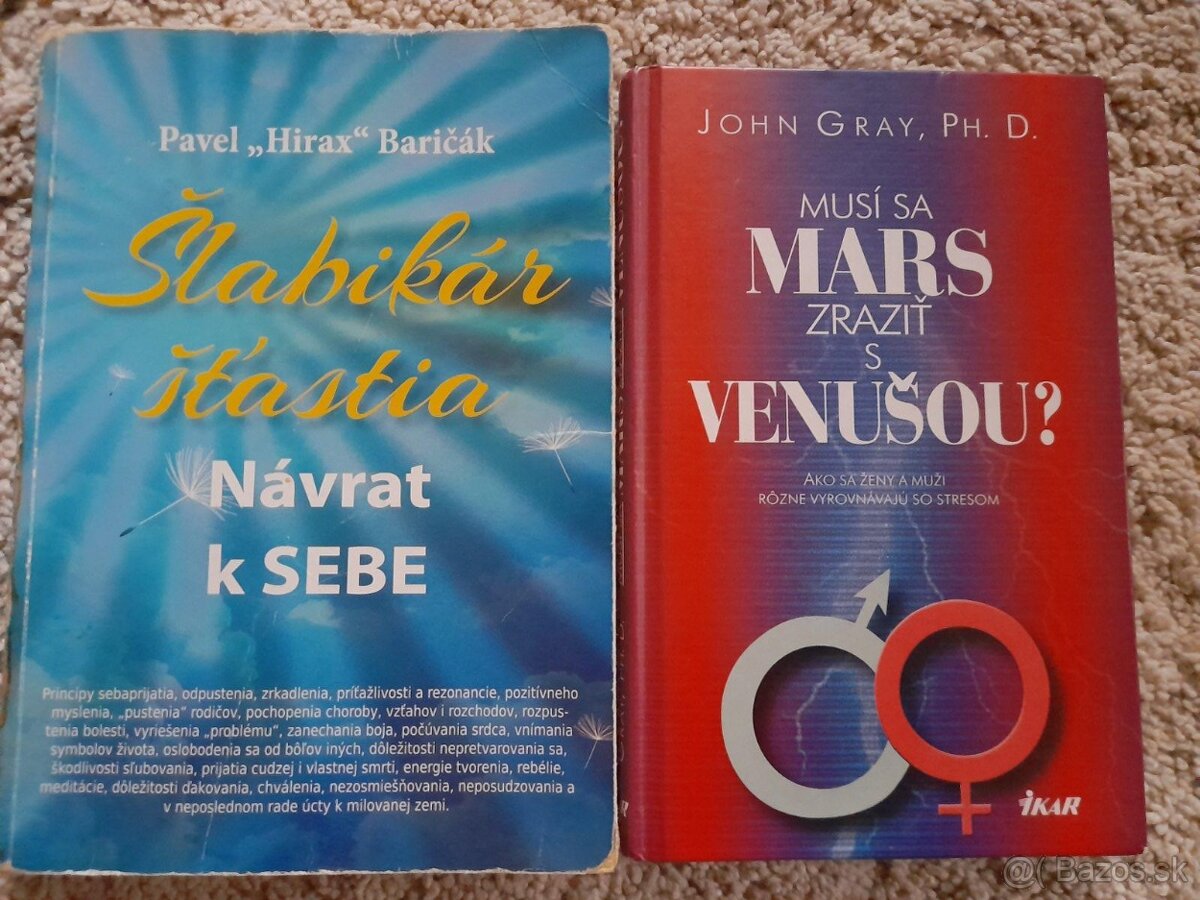 Pavel „Hirax“ Baričák
Šlabikár
šťastia
Návrat
k SEBE
Princípy sebaprijatia, odpustenia, zrkadlenia, príťažlivosti a rezonancie, pozitívneho
myslenia, „pustenia“ rodičov, pochopenia choroby, vzťahov i rozchodov, rozpus-
tenia bolesti, vyriešenia „problému“, zanechania boja, počúvania srdca, vnímania
symbolov života, oslobodenia sa od bôľov iných, dôležitosti nepretvarovania sa,
škodlivosti sľubovania, prijatia cudzej i vlastnej smrti, energie tvorenia, rebélie,
meditácie, dôležitosti ďakovania, chválenia, nezosmiešňovania, neposudzovania a
v neposlednom rade úcty k milovanej zemi.
JOHN GRAY, PH. D.
MUSÍ SA
MARS
ZRAZIŤ
S
VENUŠOU?
AKO SA ŽENY A MUŽI
RÔZNE VYROVNÁVAJÚ SO STRESOM
IKAR
@( Bazos.sk